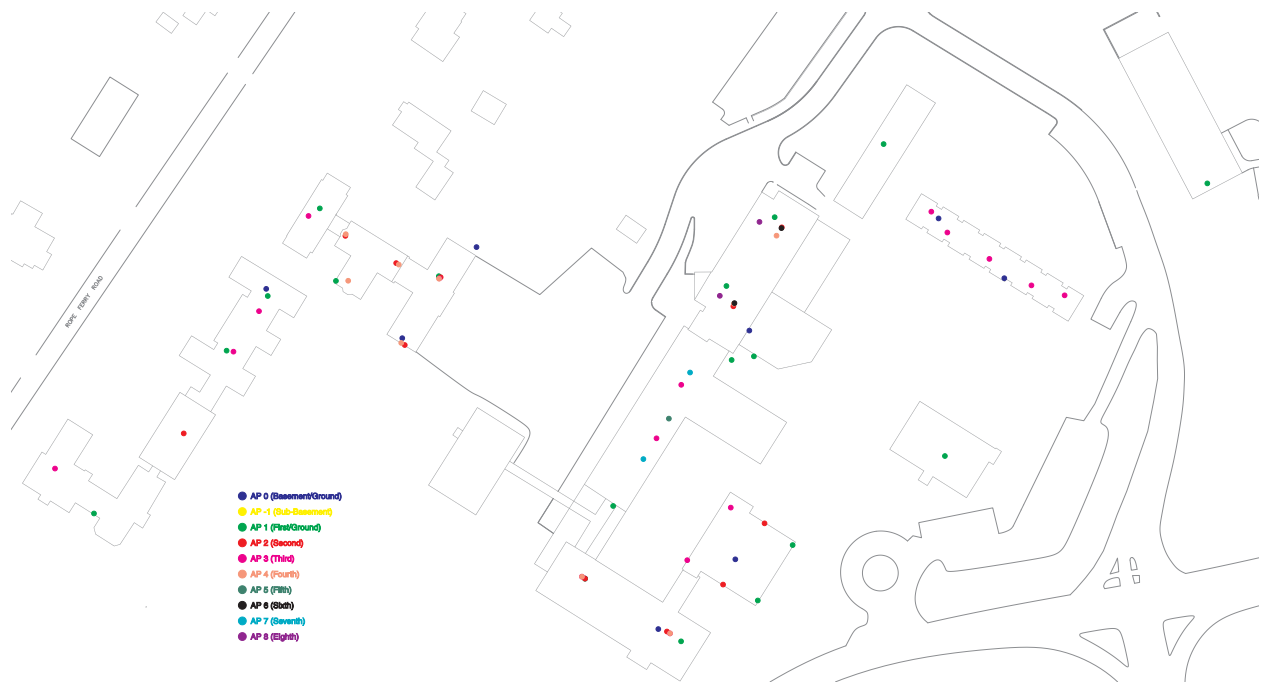 ROPE FERRY ROAD
AP 0 (Basement/Ground)
AP -1 (Sub-Basement)
AP 1 (First/Ground)
AP 2 (Second)
AP 3 (Third)
AP 4 (Fourth)
AP 5 (Fifth)
AP 6 (Sixth)
AP 7 (Seventh)
AP 8 (Eighth)